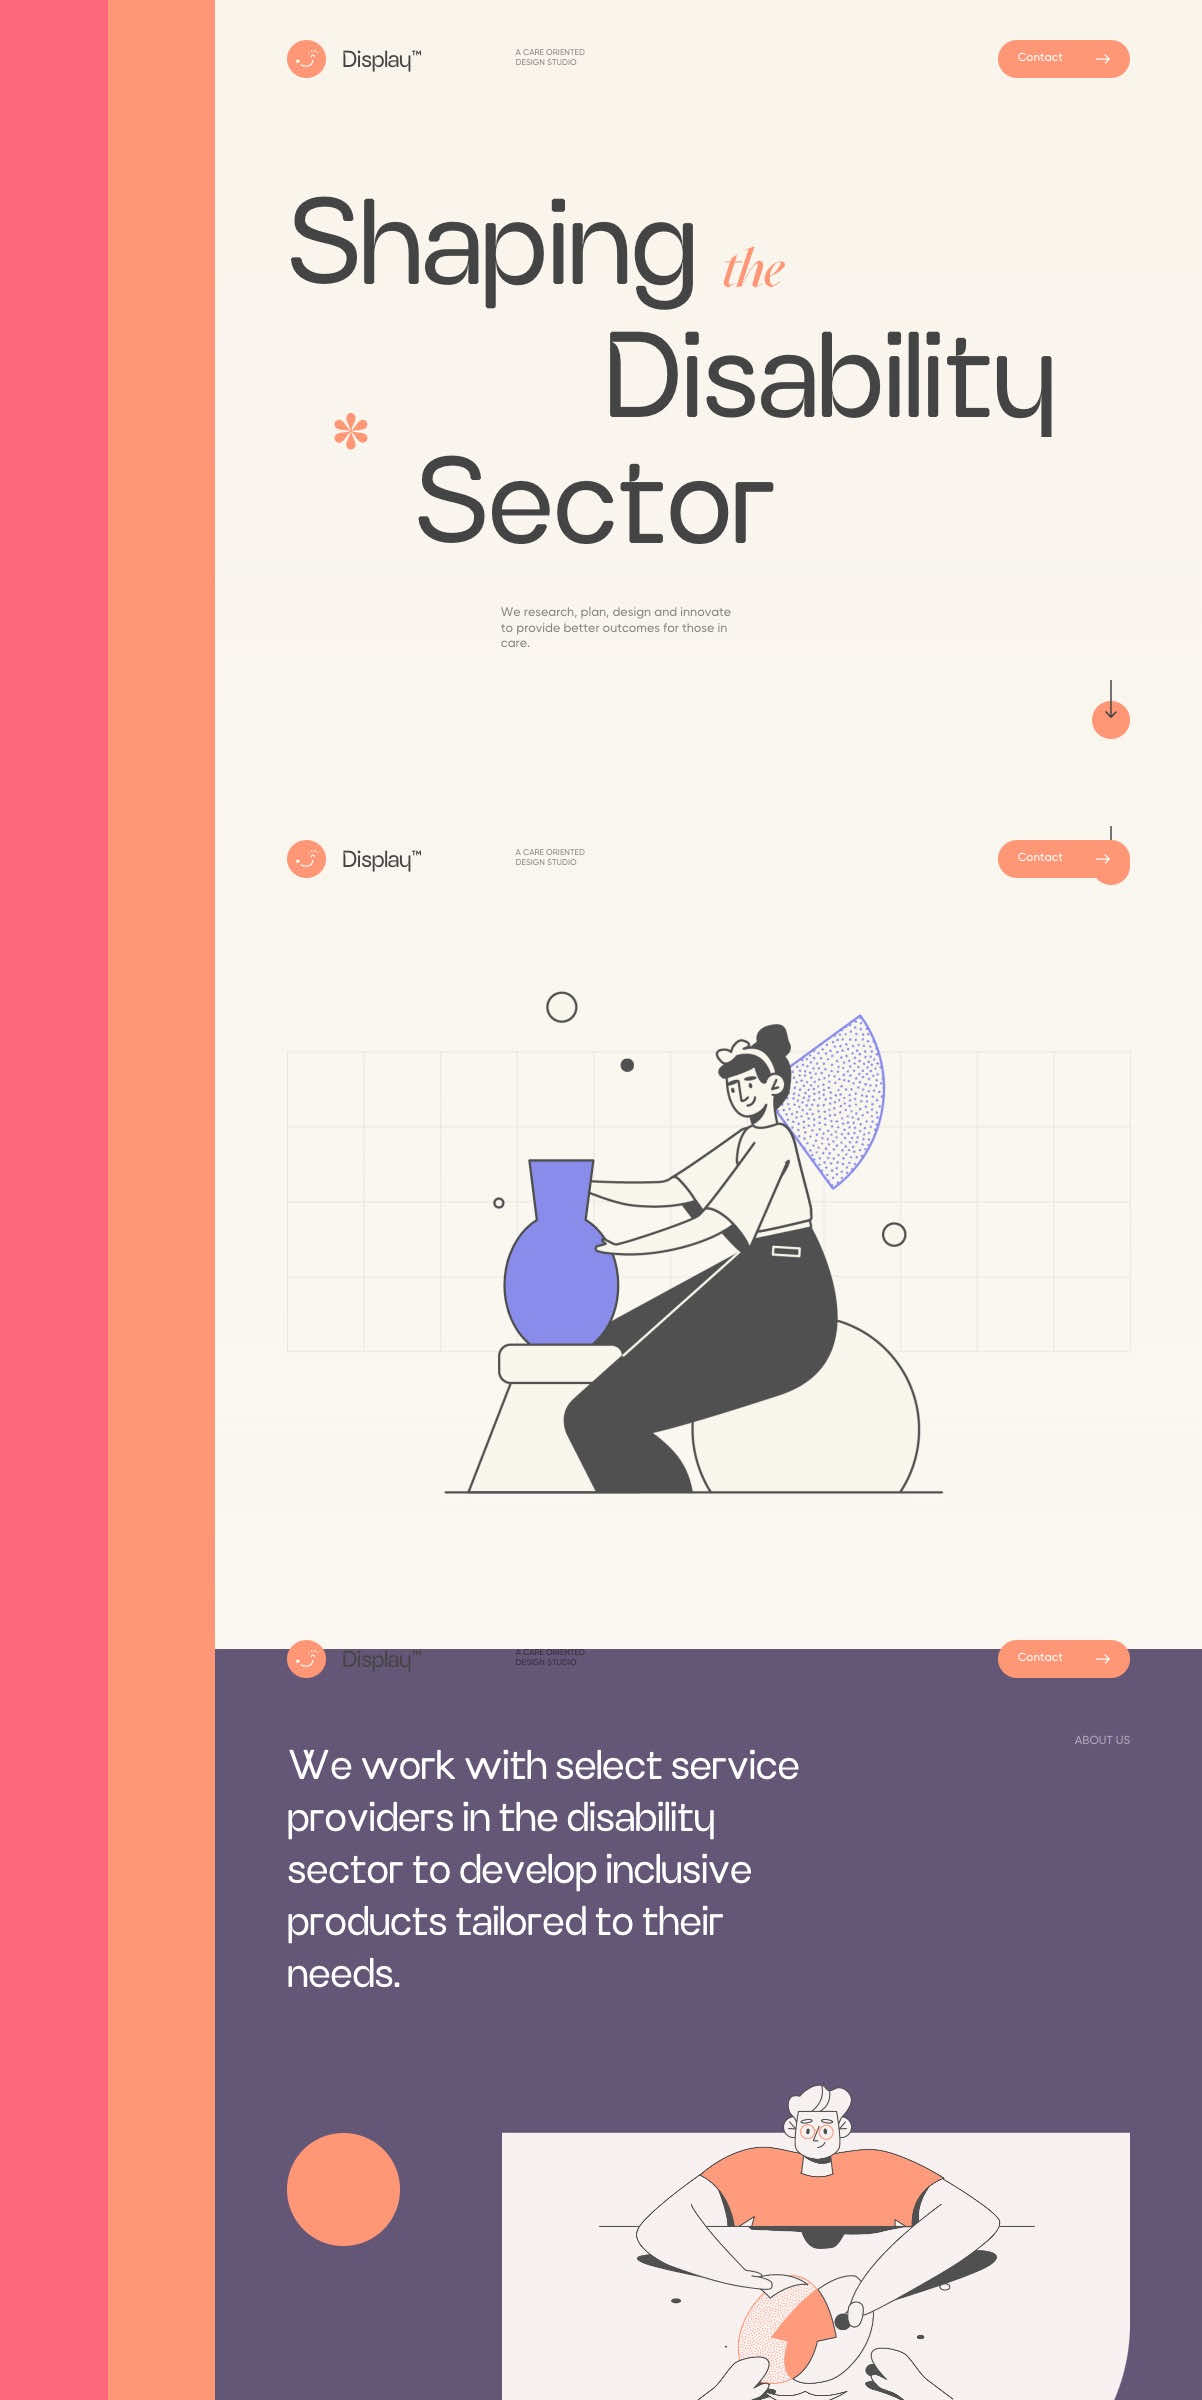 Display™
A CARE ORIENTED
DESIGN STUDIO
Contact
Shaping the
Disability
Sector
We research, plan, design and innovate
to provide better outcomes for those in
care.
Display™
A CARE ORIENTED
DESIGN STUDIO
Contact
Display™
A CARE ORIENTED
DESIGN STUDIO
Contact
ABOUT US
We work with select service
providers in the disability
sector to develop inclusive
products tailored to their
needs.